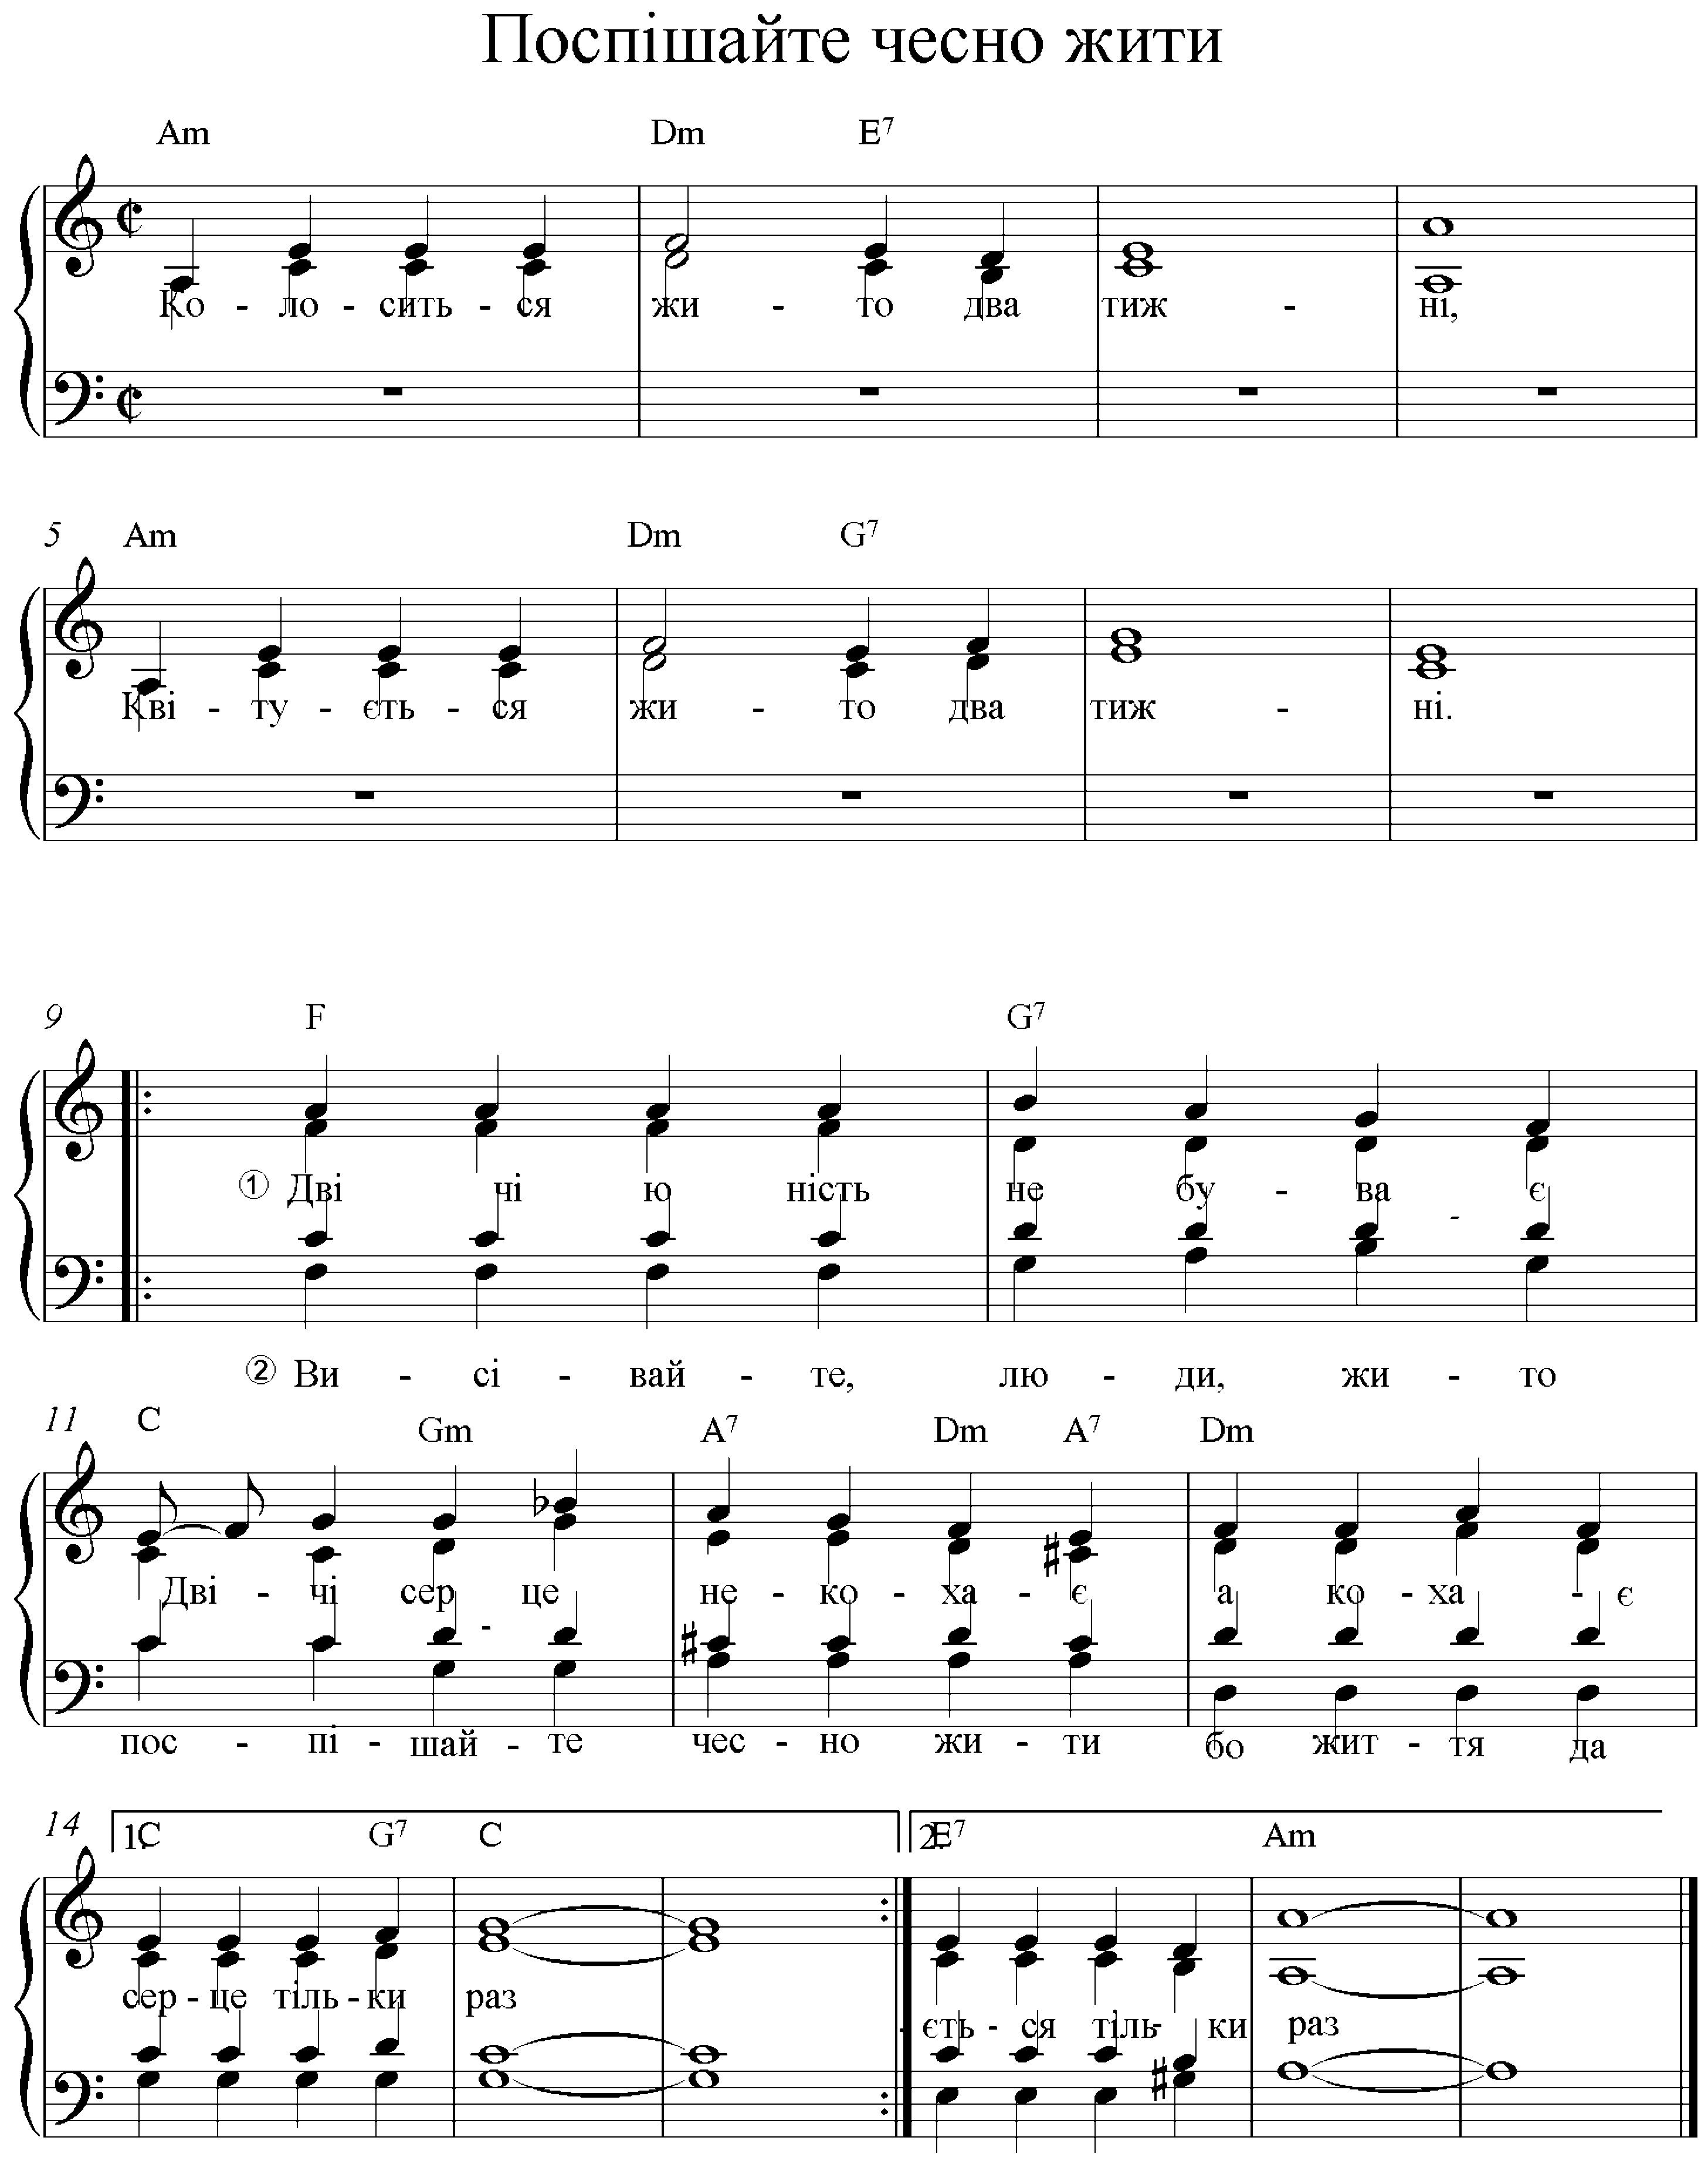 Поспішайте чесно жити
Am Dm E7
Ко - ло - сить - ся жи - то два тиж - ні,
5 Am Dm G7
Кві - ту - єть - ся жи - то два тиж - ні.
9 F G7
① Дві чі ю ність не бу - ва - є
② Ви - сі - вай - те, лю - ди, жи - то
11 C Gm A7 Dm A7 Dm
Дві - чі сер - це не - ко - ха - є а ко - ха - є
пос - пі - шай - те чес - но жи - ти бо жит - тя да
14 1. C G7 C 2. E7 Am
сер - це тіль - ки раз
- єть - ся тіль - ки раз